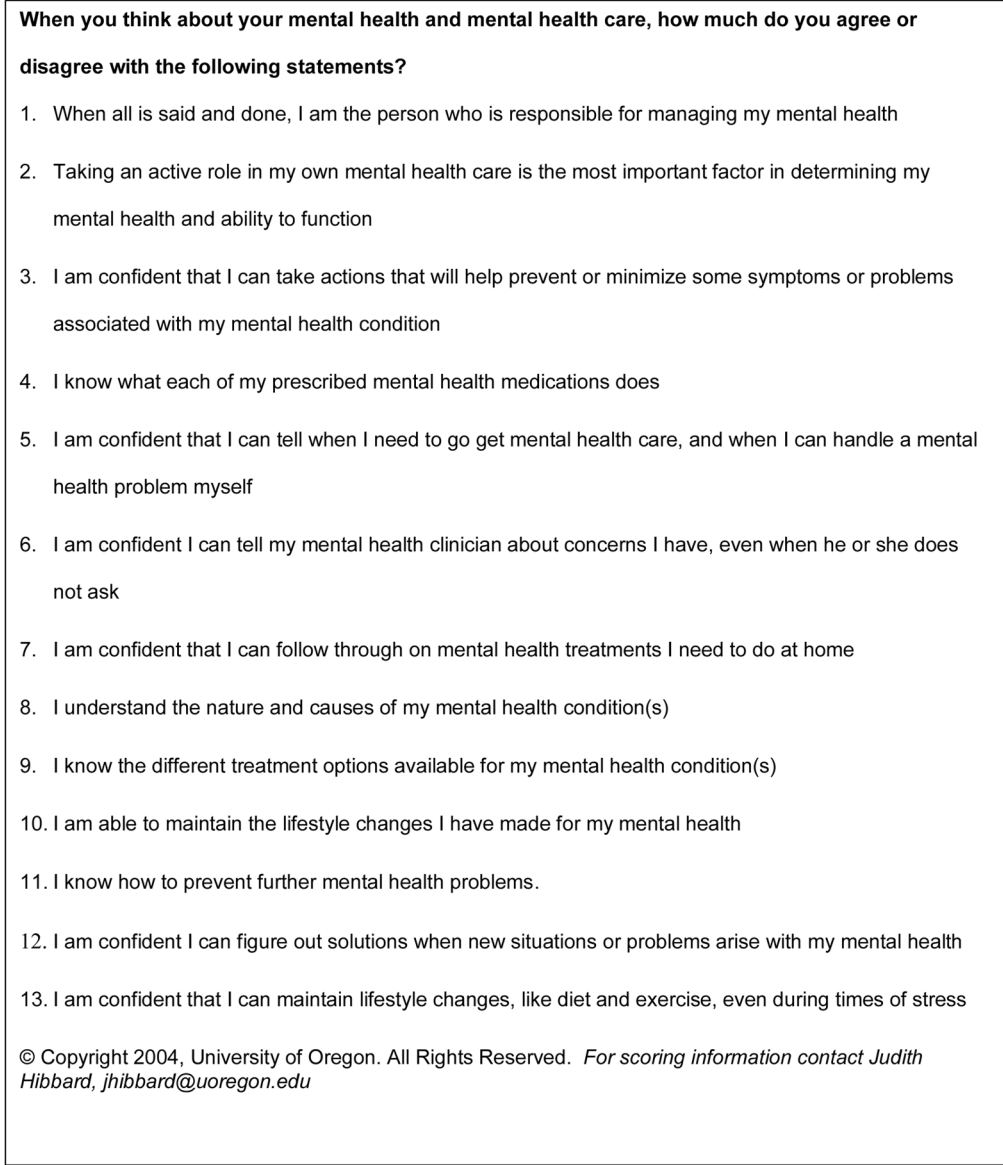 When you think about your mental health and mental health care, how much do you agree or
disagree with the following statements?
1. When all is said and done, I am the person who is responsible for managing my mental health
2. Taking an active role in my own mental health care is the most important factor in determining my
mental health and ability to function
3. I am confident that I can take actions that will help prevent or minimize some symptoms or problems
associated with my mental health condition
4. I know what each of my prescribed mental health medications does
5. I am confident that I can tell when I need to go get mental health care, and when I can handle a mental
health problem myself
6. I am confident I can tell my mental health clinician about concerns I have, even when he or she does
not ask
7. I am confident that I can follow through on mental health treatments I need to do at home
8. I understand the nature and causes of my mental health condition(s)
9. I know the different treatment options available for my mental health condition(s)
10. I am able to maintain the lifestyle changes I have made for my mental health
11. I know how to prevent further mental health problems.
12. I am confident I can figure out solutions when new situations or problems arise with my mental health
13. I am confident that I can maintain lifestyle changes, like diet and exercise, even during times of stress
© Copyright 2004, University of Oregon. All Rights Reserved. For scoring information contact Judith
Hibbard, jhibbard@uoregon.edu